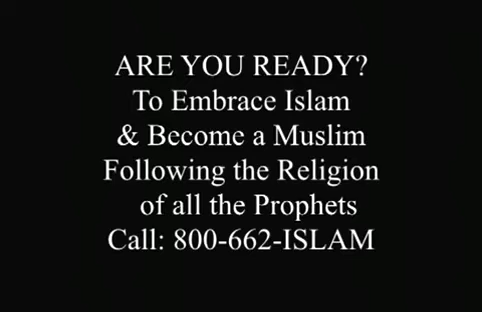 ARE YOU READY?
To Embrace Islam
& Become a Muslim
Following the Religion
of all the Prophets
Call: 800-662-ISLAM